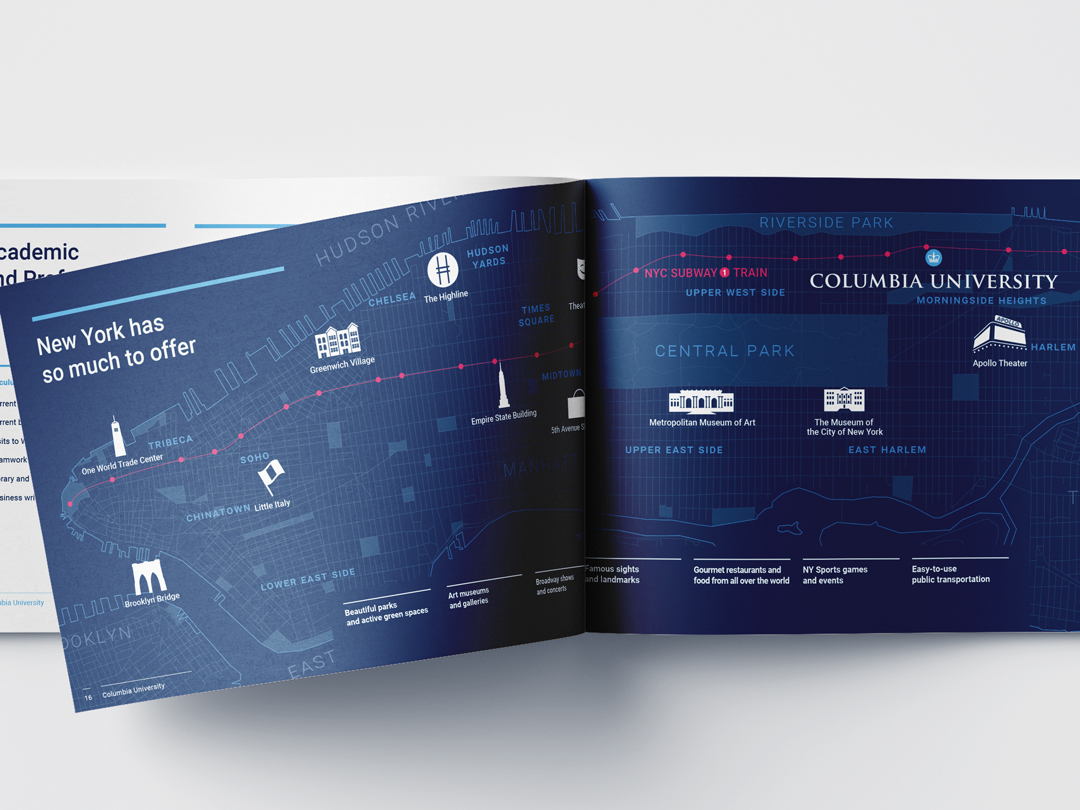 cademic
nd Prof
culu
rrent
rrent b
sits to W
amwork
rary and
siness wri
bia University
New York has
so much to offer
HUDSON RIVE
HUDSON
YARDS
The Highline
CHELSEA
TIMES
SQUARE
Theat
Greenwich Village
MIDTOWN
Empire State Building
5th Avenue S
TRIBECA
One World Trade Center
SOHO
Little Italy
CHINATOWN
MANHA
LOWER EAST SIDE
Brooklyn Bridge
OOKLYN
EAST
Beautiful parks
and active green spaces
Art museums
and galleries
Broadway shows
and concerts
16 Columbia University
RIVERSIDE PARK
NYC SUBWAY 1 TRAIN
UPPER WEST SIDE
COLUMBIA UNIVERSITY
MORNINGSIDE HEIGHTS
APOLLO
Apollo Theater
HARLEM
CENTRAL PARK
Metropolitan Museum of Art
The Museum of
the City of New York
UPPER EAST SIDE
EAST HARLEM
T
Famous sights
and landmarks
Gourmet restaurants and
food from all over the world
NY Sports games
and events
Easy-to-use
public transportation